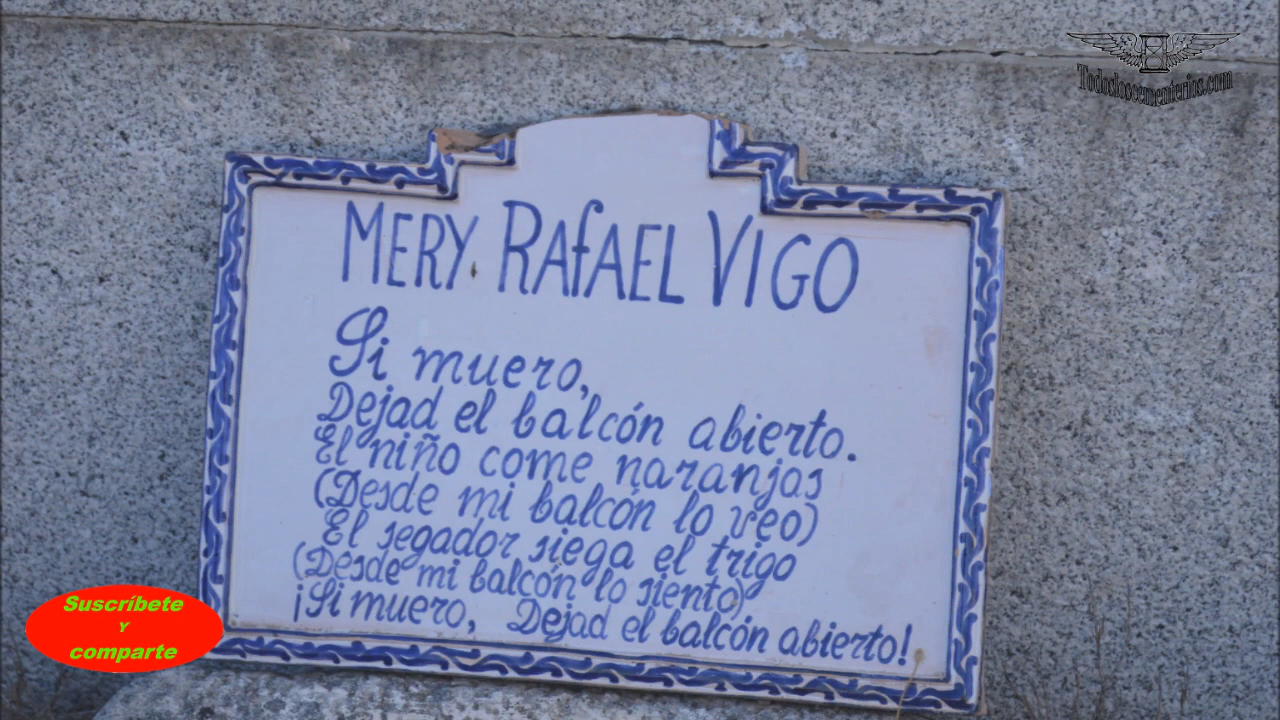 Todosloscementerios.com
MERY RAfAEL VIGO
Si muero,
Dejad el balcón abierto.
El niño come naranjas
(Desde mi balcón lo veo)
El segador siega el trigo
(Desde mi balcón lo siento)
¡Si muero, Dejad el balcón abierto!
Suscríbete
Y
comparte